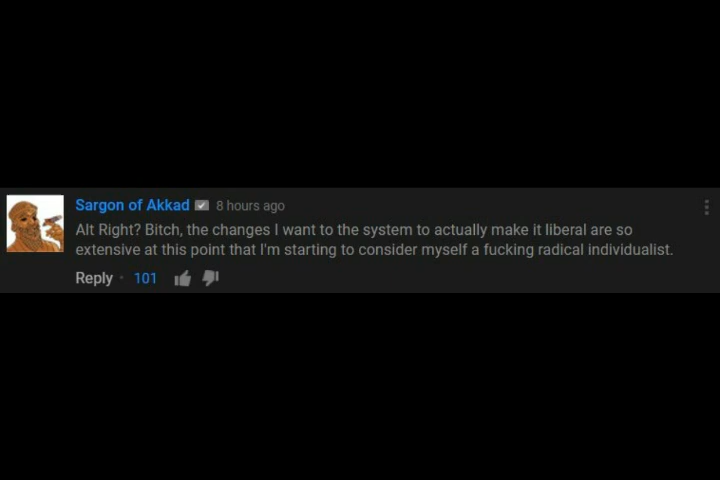 Sargon of Akkad 8 hours ago
Alt Right? Bitch, the changes I want to the system to actually make it liberal are so
extensive at this point that I'm starting to consider myself a fucking radical individualist.
Reply · 101